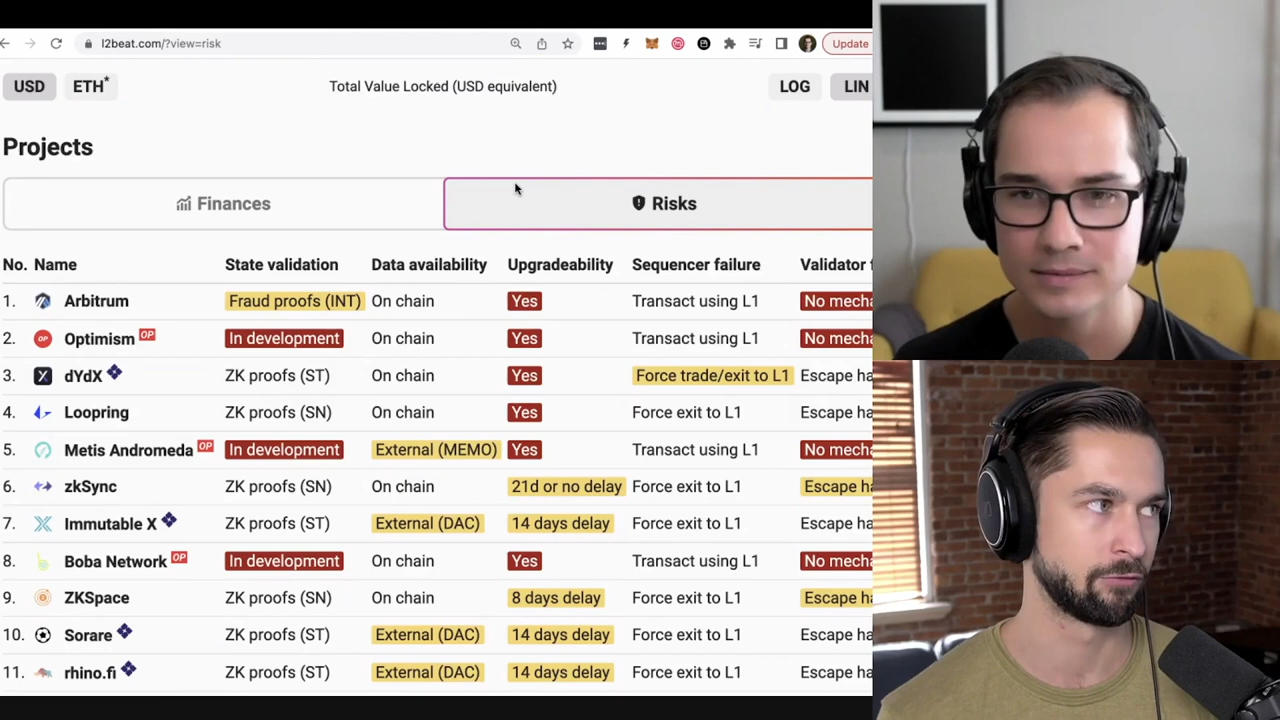 l2beat.com/?view=risk
Update
USD ETH* Total Value Locked (USD equivalent) LOG LIN
Projects
Finances Risks
No. Name State validation Data availability Upgradeability Sequencer failure Validator f
1. Arbitrum Fraud proofs (INT) On chain Yes Transact using L1 No mecha
2. Optimism OP In development On chain Yes Transact using L1 No mecha
3. dYdX ZK proofs (ST) On chain Yes Force trade/exit to L1 Escape ha
4. Loopring ZK proofs (SN) On chain Yes Force exit to L1 Escape ha
5. Metis Andromeda OP In development External (MEMO) Yes Transact using L1 No mecha
6. zkSync ZK proofs (SN) On chain 21d or no delay Force exit to L1 Escape ha
7. Immutable X ZK proofs (ST) External (DAC) 14 days delay Force exit to L1 Escape ha
8. Boba Network OP In development On chain Yes Transact using L1 No mecha
9. ZKSpace ZK proofs (SN) On chain 8 days delay Force exit to L1 Escape ha
10. Sorare ZK proofs (ST) External (DAC) 14 days delay Force exit to L1 Escape ha
11. rhino.fi ZK proofs (ST) External (DAC) 14 days delay Force exit to L1 Escape ha